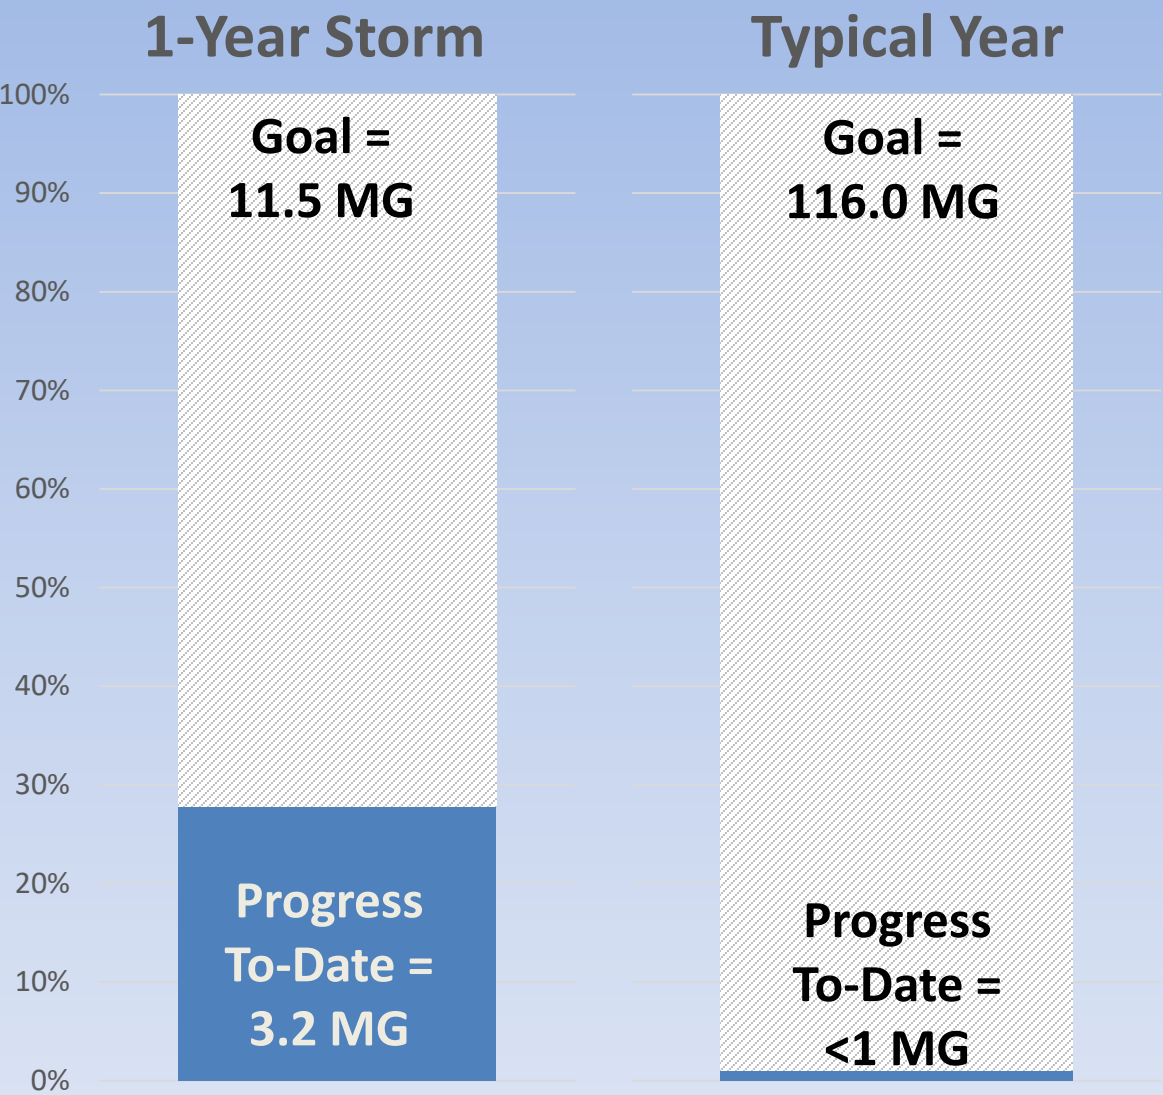 1-Year Storm
Typical Year
100%
90%
80%
70%
60%
50%
40%
30%
20%
10%
0%
Goal =
11.5 MG
Progress
To-Date =
3.2 MG
Goal =
116.0 MG
Progress
To-Date =
<1 MG